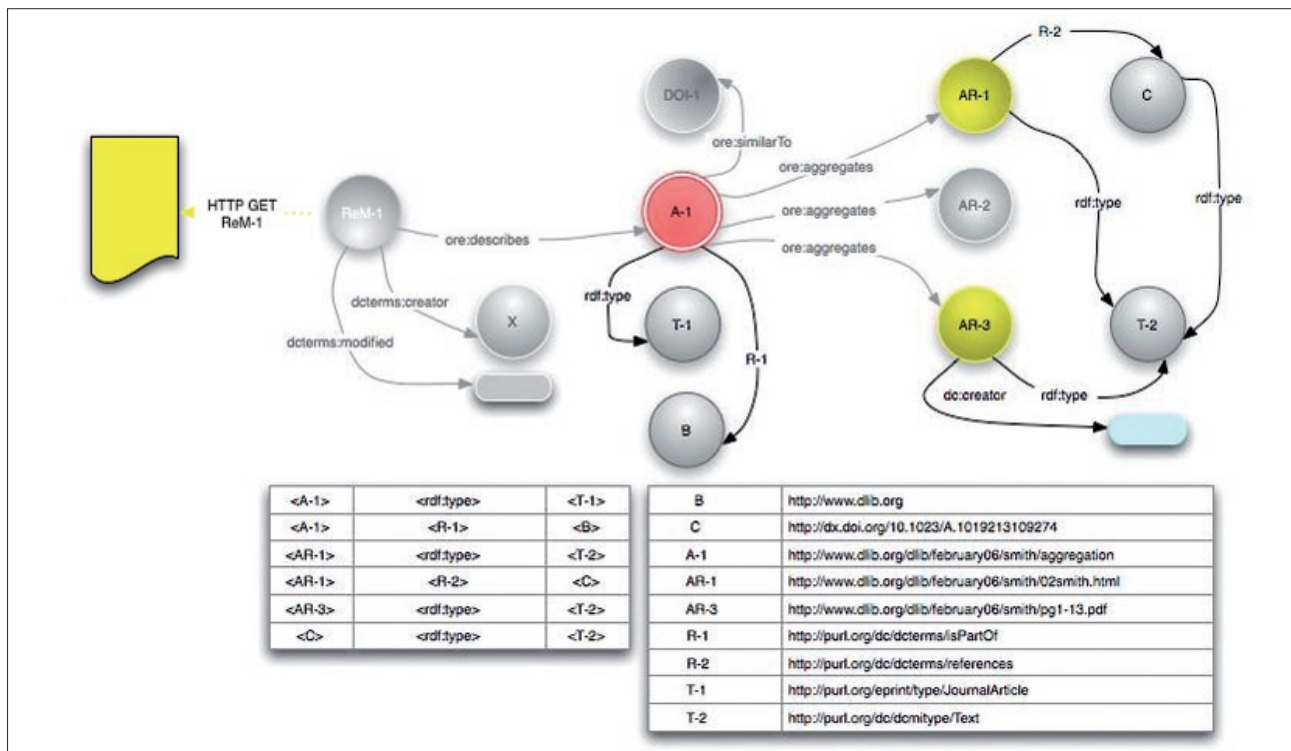 R-2
DOI-1
AR-1
C
ore:similarTo
ore:aggregates
HTTP GET
ReM-1
ReM-1
A-1
ore:aggregates
AR-2
rdf:type
rdf:type
ore:describes
ore:aggregates
rdf:type
dcterms:creator
X
T-1
AR-3
T-2
dcterms:modified
R-1
dc:creator
rdf:type
B
<A-1> <rdf:type> <T-1>
<A-1> <R-1> <B>
<AR-1> <rdf:type> <T-2>
<AR-1> <R-2> <C>
<AR-3> <rdf:type> <T-2>
<C> <rdf:type> <T-2>
B http://www.dlib.org
C http://dx.doi.org/10.1023/A.1019213109274
A-1 http://www.dlib.org/dlib/february06/smith/aggregation
AR-1 http://www.dlib.org/dlib/february06/smith/02smith.html
AR-3 http://www.dlib.org/dlib/february06/smith/pg1-13.pdf
R-1 http://purl.org/dc/dcterms/isPartOf
R-2 http://purl.org/dc/dcterms/references
T-1 http://purl.org/eprint/type/JournalArticle
T-2 http://purl.org/dc/dcmitype/Text